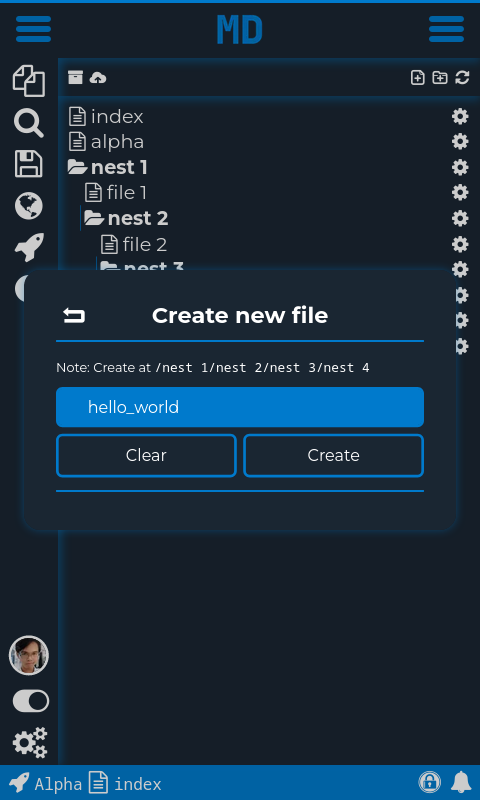 MD
index
alpha
nest 1
file 1
nest 2
file 2
nest 3
Create new file
Note: Create at /nest 1/nest 2/nest 3/nest 4
hello_world
Clear Create
Alpha index